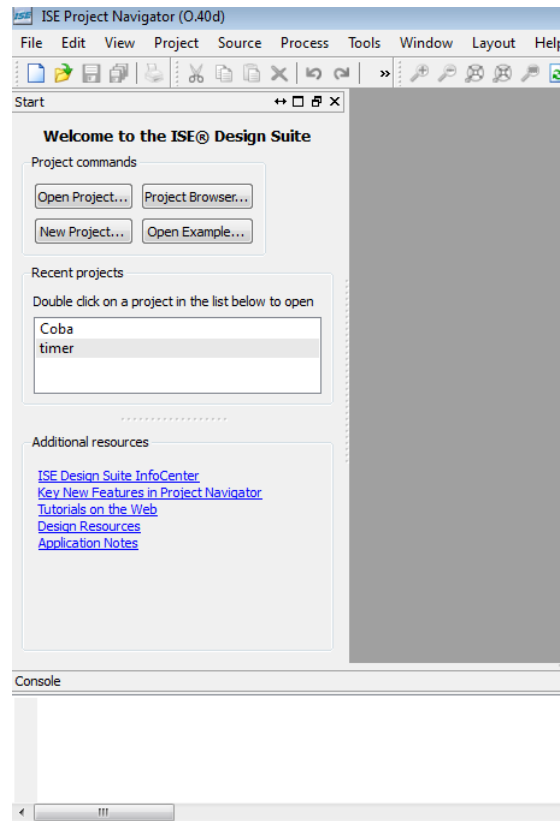 ISE Project Navigator (O.40d)
File Edit View Project Source Process Tools Window Layout Help
Start
Welcome to the ISE® Design Suite
Project commands
Open Project... Project Browser...
New Project... Open Example...
Recent projects
Double click on a project in the list below to open
Coba
timer
Additional resources
ISE Design Suite InfoCenter
Key New Features in Project Navigator
Tutorials on the Web
Design Resources
Application Notes
Console